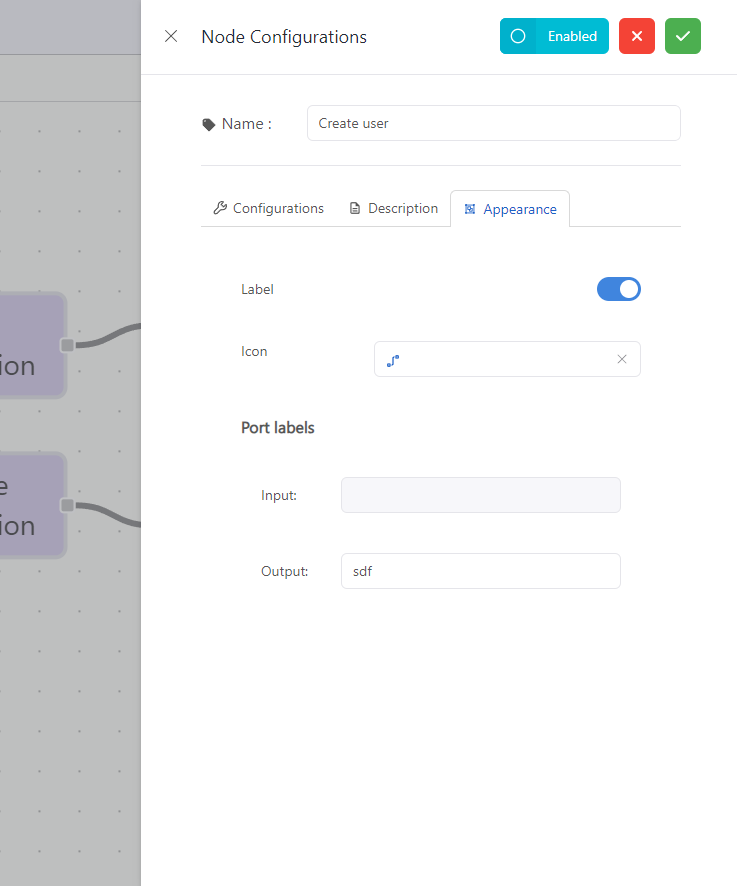 Node Configurations
Enabled
Name :
Create user
Configurations
Description
Appearance
Label
Icon
Port labels
Input:
Output:
sdf
ion
e
ion